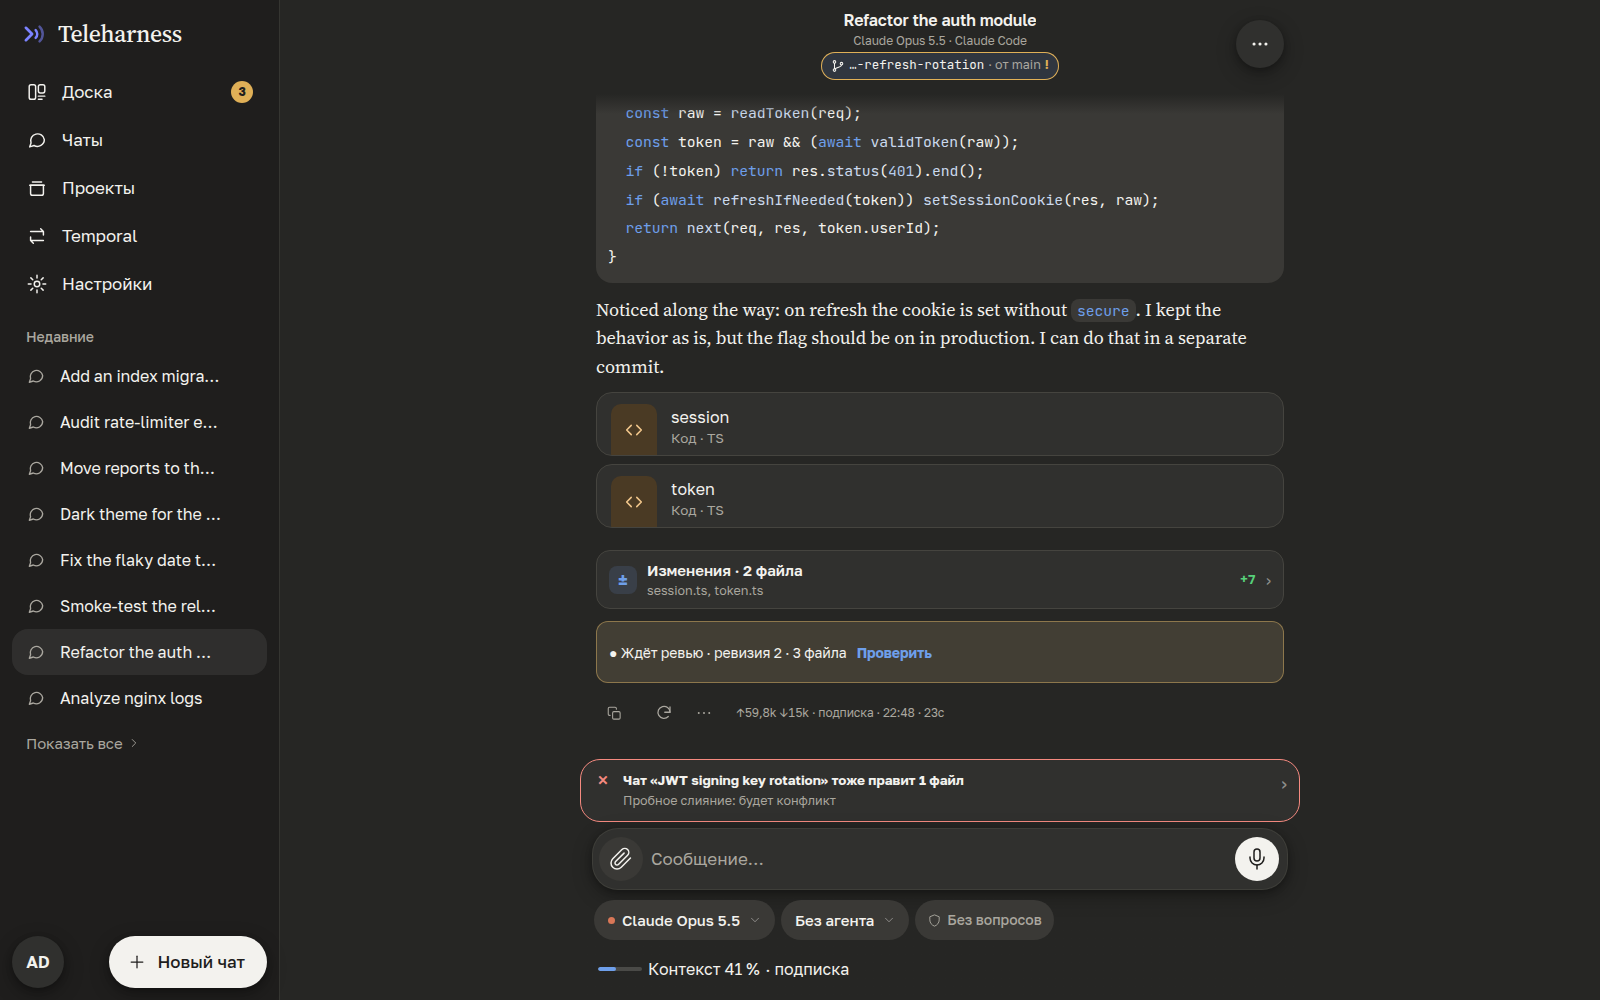 Teleharness
Доска 3
Чаты
Проекты
Temporal
Настройки
Недавние
Add an index migra...
Audit rate-limiter e...
Move reports to th...
Dark theme for the ...
Fix the flaky date t...
Smoke-test the rel...
Refactor the auth ...
Analyze nginx logs
Показать все
AD
Новый чат
Refactor the auth module
Claude Opus 5.5 · Claude Code
…-refresh-rotation · от main !
const raw = readToken(req);
const token = raw && (await validToken(raw));
if (!token) return res.status(401).end();
if (await refreshIfNeeded(token)) setSessionCookie(res, raw);
return next(req, res, token.userId);
}
Noticed along the way: on refresh the cookie is set without secure. I kept the
behavior as is, but the flag should be on in production. I can do that in a separate
commit.
session
Код · TS
token
Код · TS
Изменения · 2 файла
session.ts, token.ts
+7
● Ждёт ревью · ревизия 2 · 3 файла Проверить
↑59,8k ↓15k · подписка · 22:48 · 23с
Чат «JWT signing key rotation» тоже правит 1 файл
Пробное слияние: будет конфликт
Сообщение...
Claude Opus 5.5
Без агента
Без вопросов
Контекст 41 % · подписка